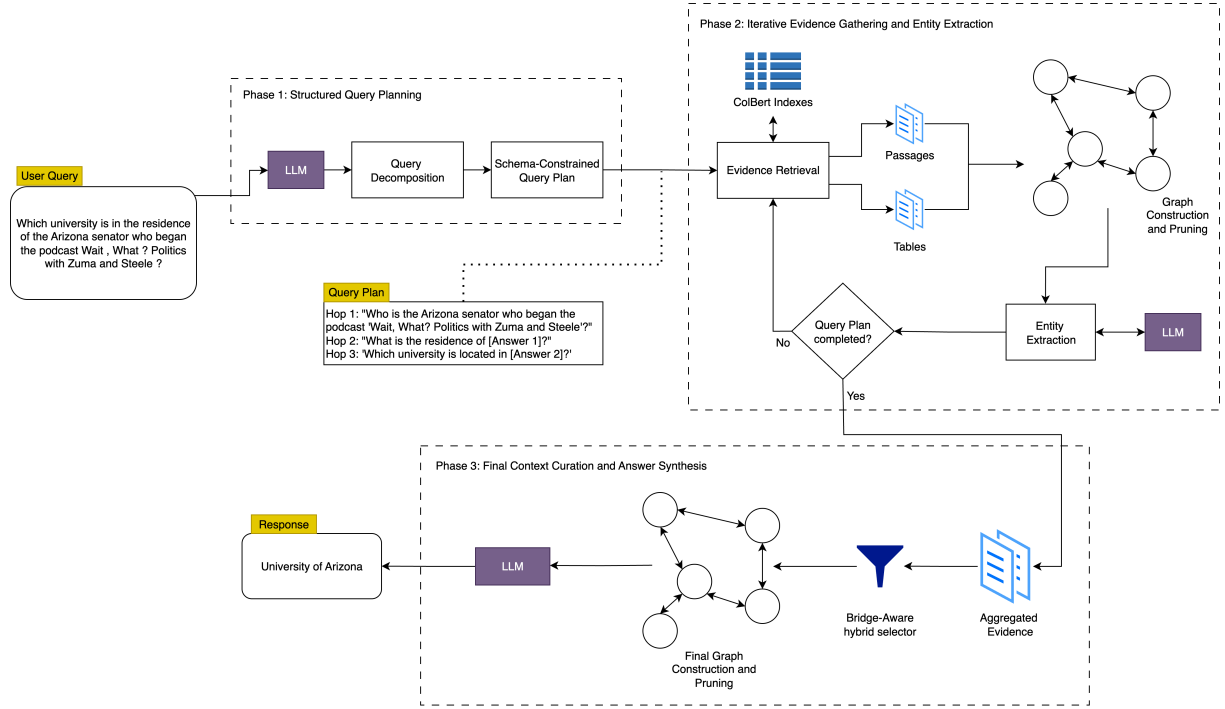 Phase 2: Iterative Evidence Gathering and Entity Extraction
ColBert Indexes
Phase 1: Structured Query Planning
User Query
LLM
Query
Decomposition
Schema-Constrained
Query Plan
Evidence Retrieval
Passages
Tables
Graph
Construction
and Pruning
Which university is in the residence
of the Arizona senator who began
the podcast Wait , What ? Politics
with Zuma and Steele ?
Query Plan
Hop 1: "Who is the Arizona senator who began the
podcast 'Wait, What? Politics with Zuma and Steele'?"
Hop 2: "What is the residence of [Answer 1]?"
Hop 3: 'Which university is located in [Answer 2]?'
Query Plan
completed?
No
Yes
Entity
Extraction
LLM
Phase 3: Final Context Curation and Answer Synthesis
Response
University of Arizona
LLM
Final Graph
Construction and
Pruning
Bridge-Aware
hybrid selector
Aggregated
Evidence